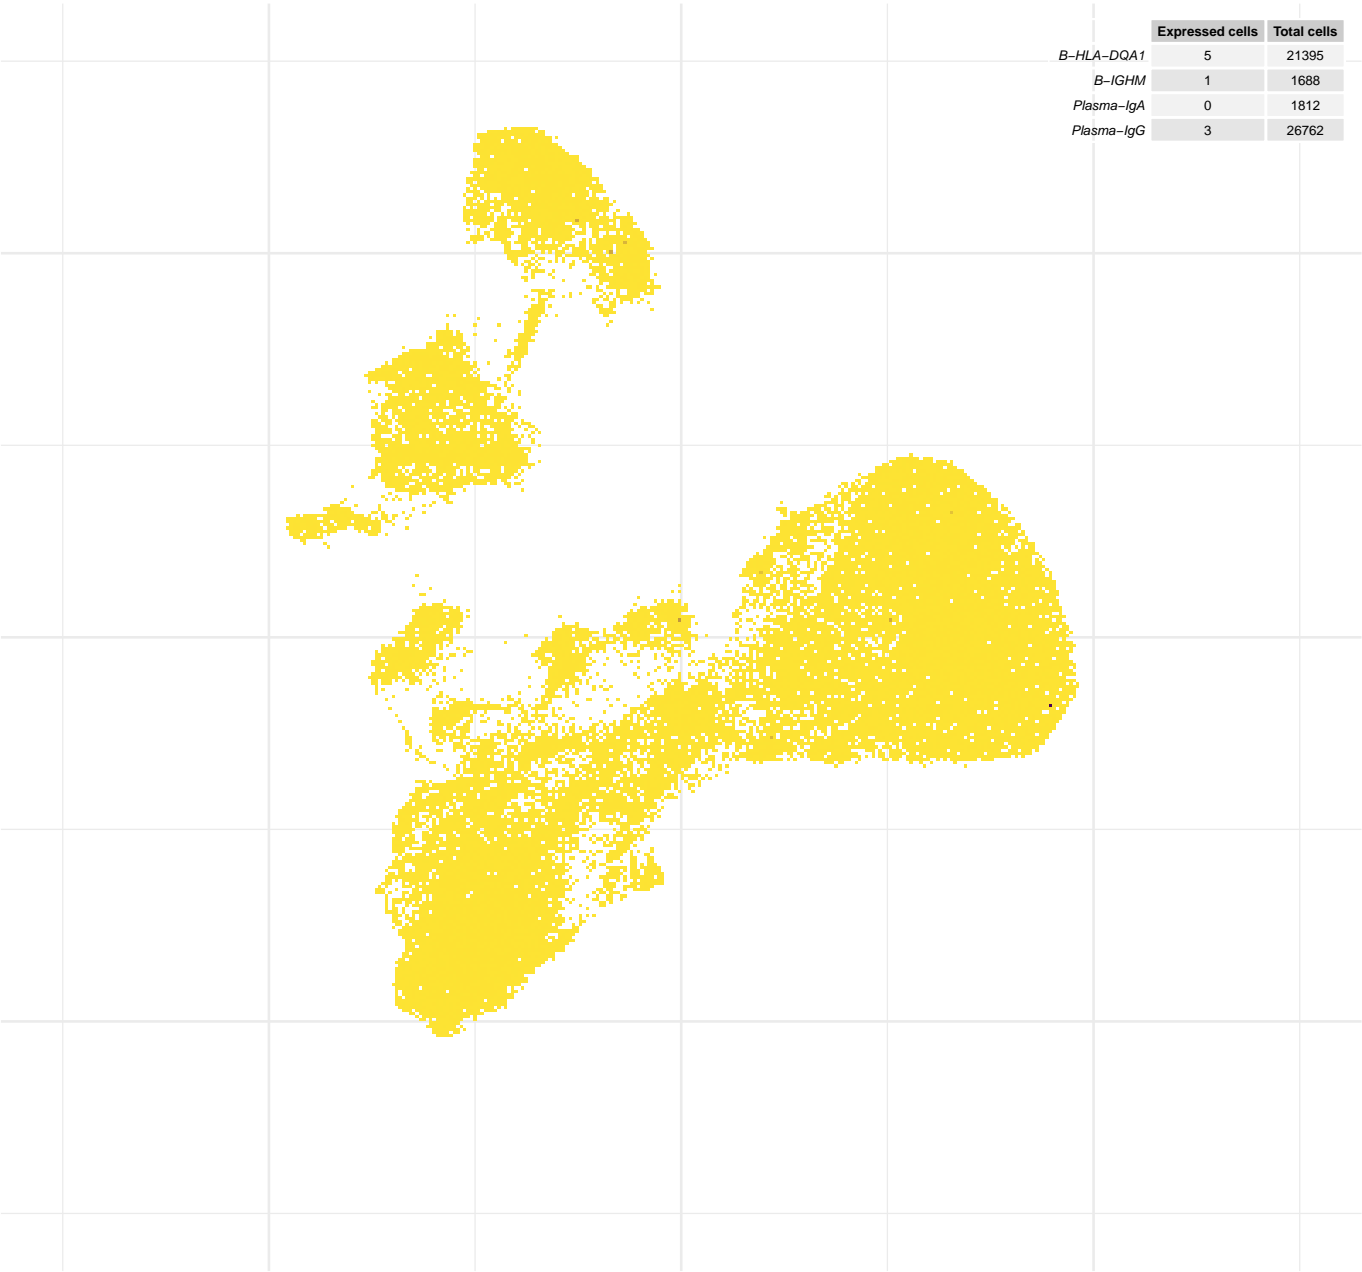 Expressed cells Total cells
B−HLA−DQA1 5 21395
B−IGHM 1 1688
Plasma−IgA 0 1812
Plasma−IgG 3 26762